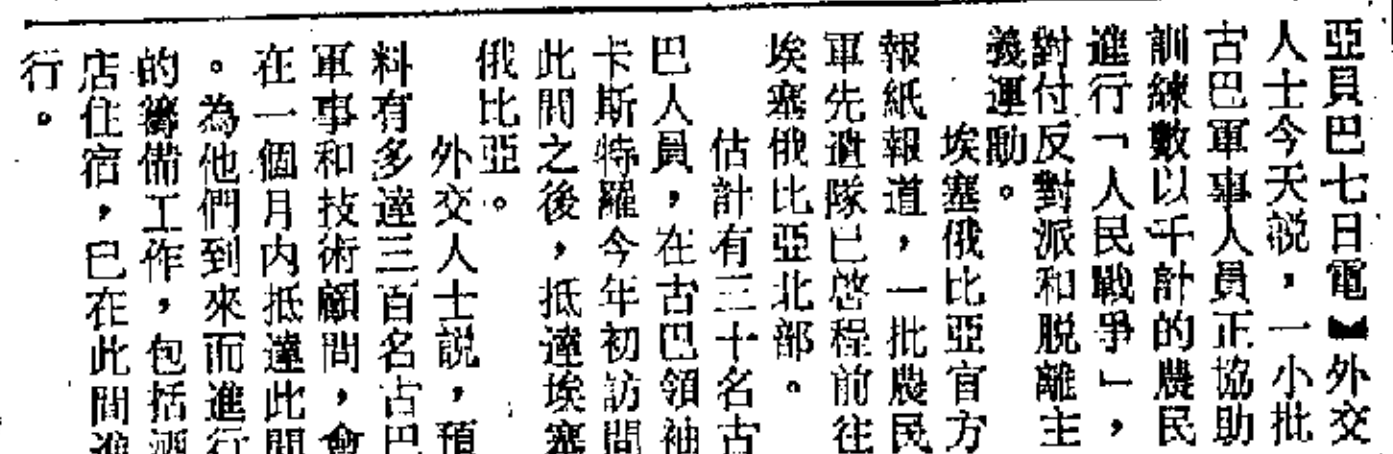 亞貝巴七日電】外交
人士今天說，一小批
古巴軍事人員正協助
訓練數以千計的農民
進行「人民戰爭」，
對付反對派和脫離主
義運動。
埃塞俄比亞官方
報紙報道，一批農民
軍先遣隊已啓程前往
埃塞俄比亞北部。
估計有三十名古
巴人員，在古巴領袖
卡斯特羅今年初訪問
此間之後，抵達埃塞
俄比亞。
外交人士說，預
料有多達三百名古巴
軍事和技術顧問，會
在一個月內抵達此間
。為他們到來而進行
的籌備工作，包括酒
店住宿，已在此間進
行。